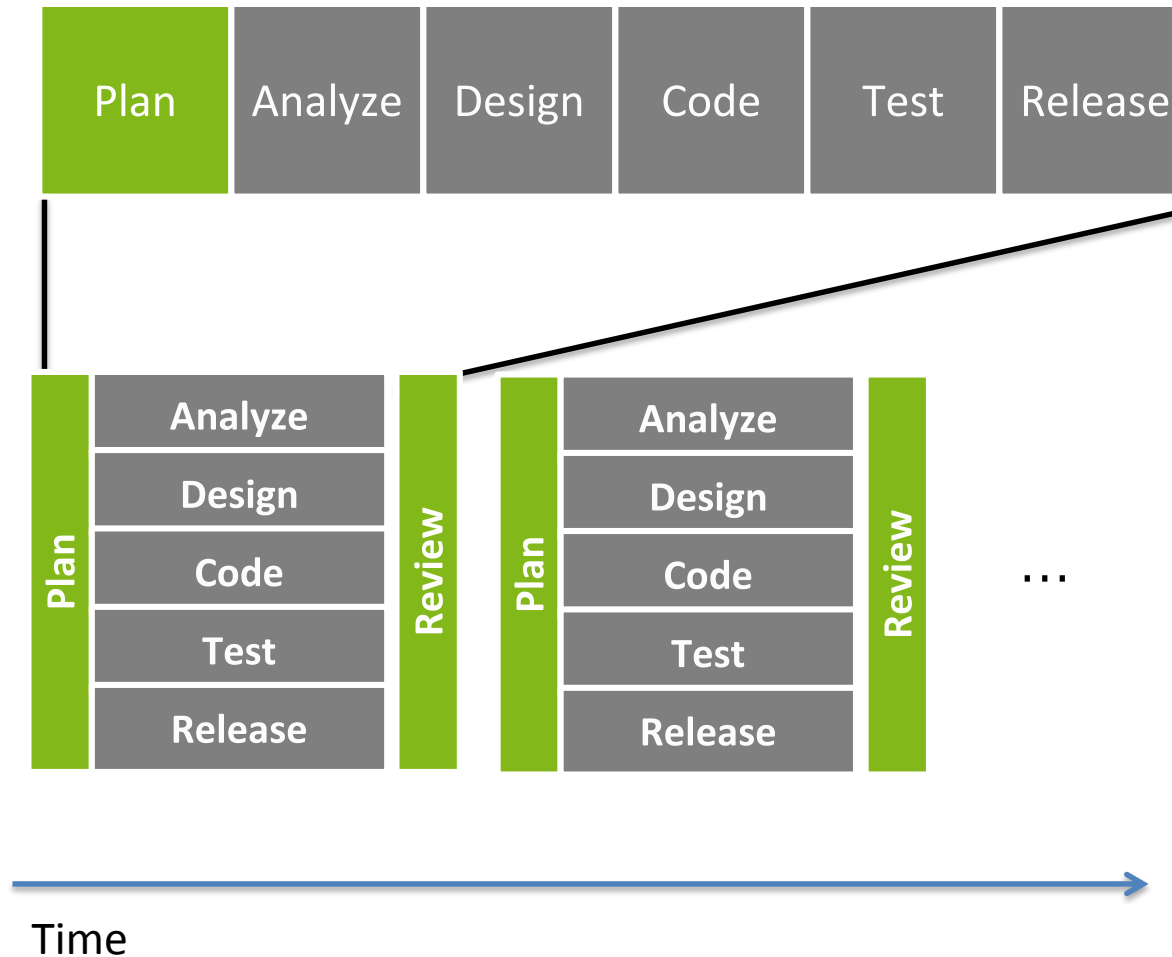 Plan
Analyze
Design
Code
Test
Release
Plan
Analyze
Design
Code
Test
Release
Review
Plan
Analyze
Design
Code
Test
Release
Review
...
Time